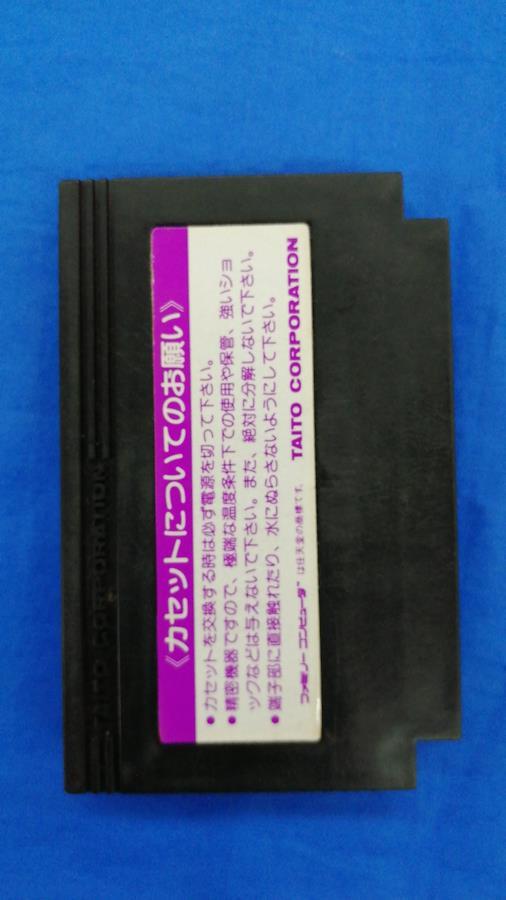 TAITO CORPORATION
《カセットについてのお願い》
●カセットを交換する時は必ず電源を切って下さい。
●精密機器ですので、極端な温度条件下での使用や保管、強いショ
ックなどは与えないで下さい。また、絶対に分解しないで下さい。
●端子部に直接触れたり、水にぬらさないようにして下さい。
ファミリーコンピュータ™は任天堂の商標です。 TAITO CORPORATION